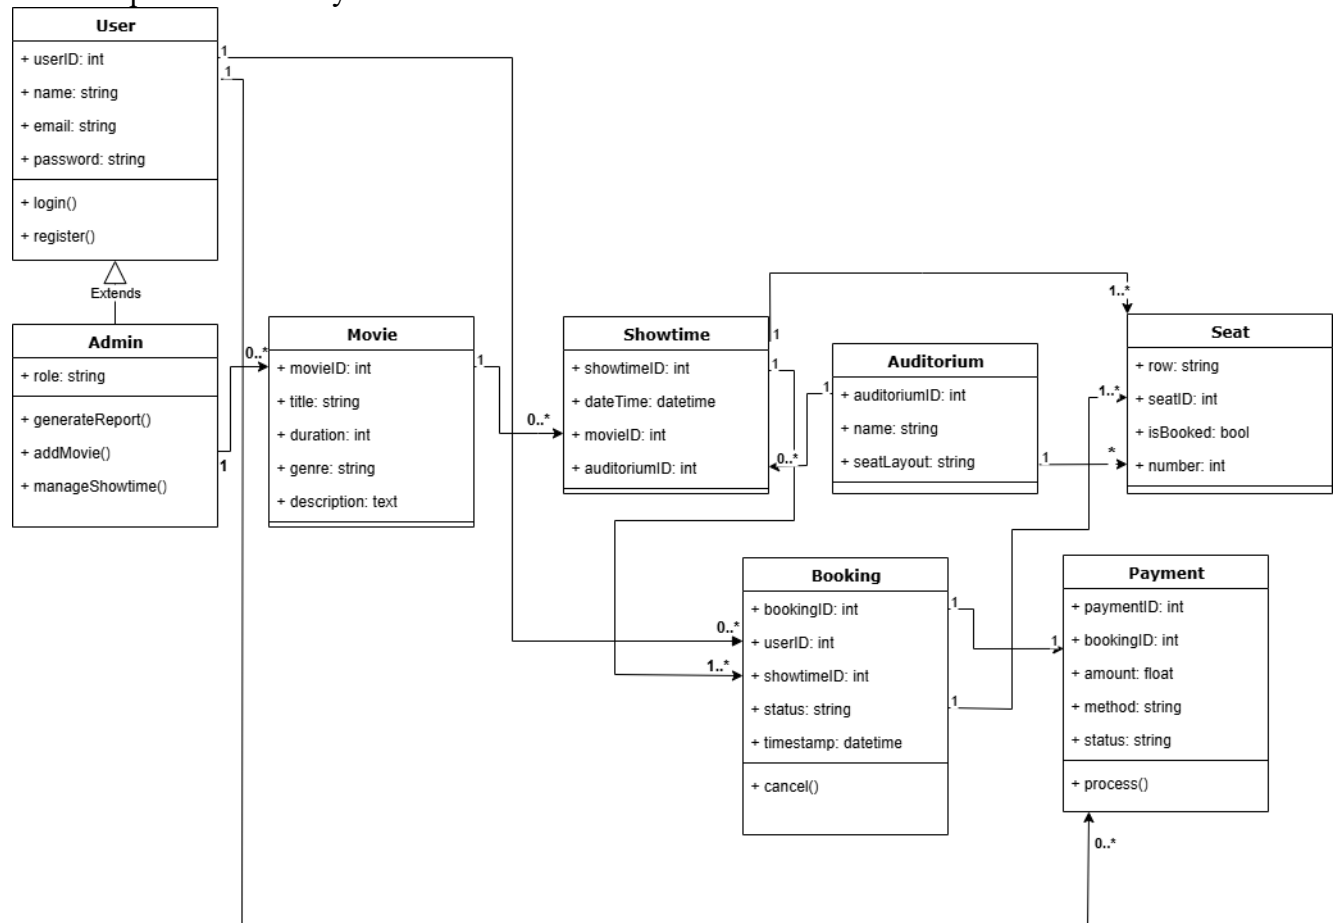 User
+ userID: int
+ name: string
+ email: string
+ password: string
+ login()
+ register()
1
1
Extends
Admin
+ role: string
+ generateReport()
+ addMovie()
+ manageShowtime()
1
0..*
Movie
+ movieID: int
+ title: string
+ duration: int
+ genre: string
+ description: text
1
0..*
Showtime
+ showtimeID: int
+ dateTime: datetime
+ movieID: int
+ auditoriumID: int
1
1
0..*
1
Auditorium
+ auditoriumID: int
+ name: string
+ seatLayout: string
1
*
1..*
1..*
Seat
+ row: string
+ seatID: int
+ isBooked: bool
+ number: int
0..*
1..*
Booking
+ bookingID: int
+ userID: int
+ showtimeID: int
+ status: string
+ timestamp: datetime
+ cancel()
1
1
1
Payment
+ paymentID: int
+ bookingID: int
+ amount: float
+ method: string
+ status: string
+ process()
0..*